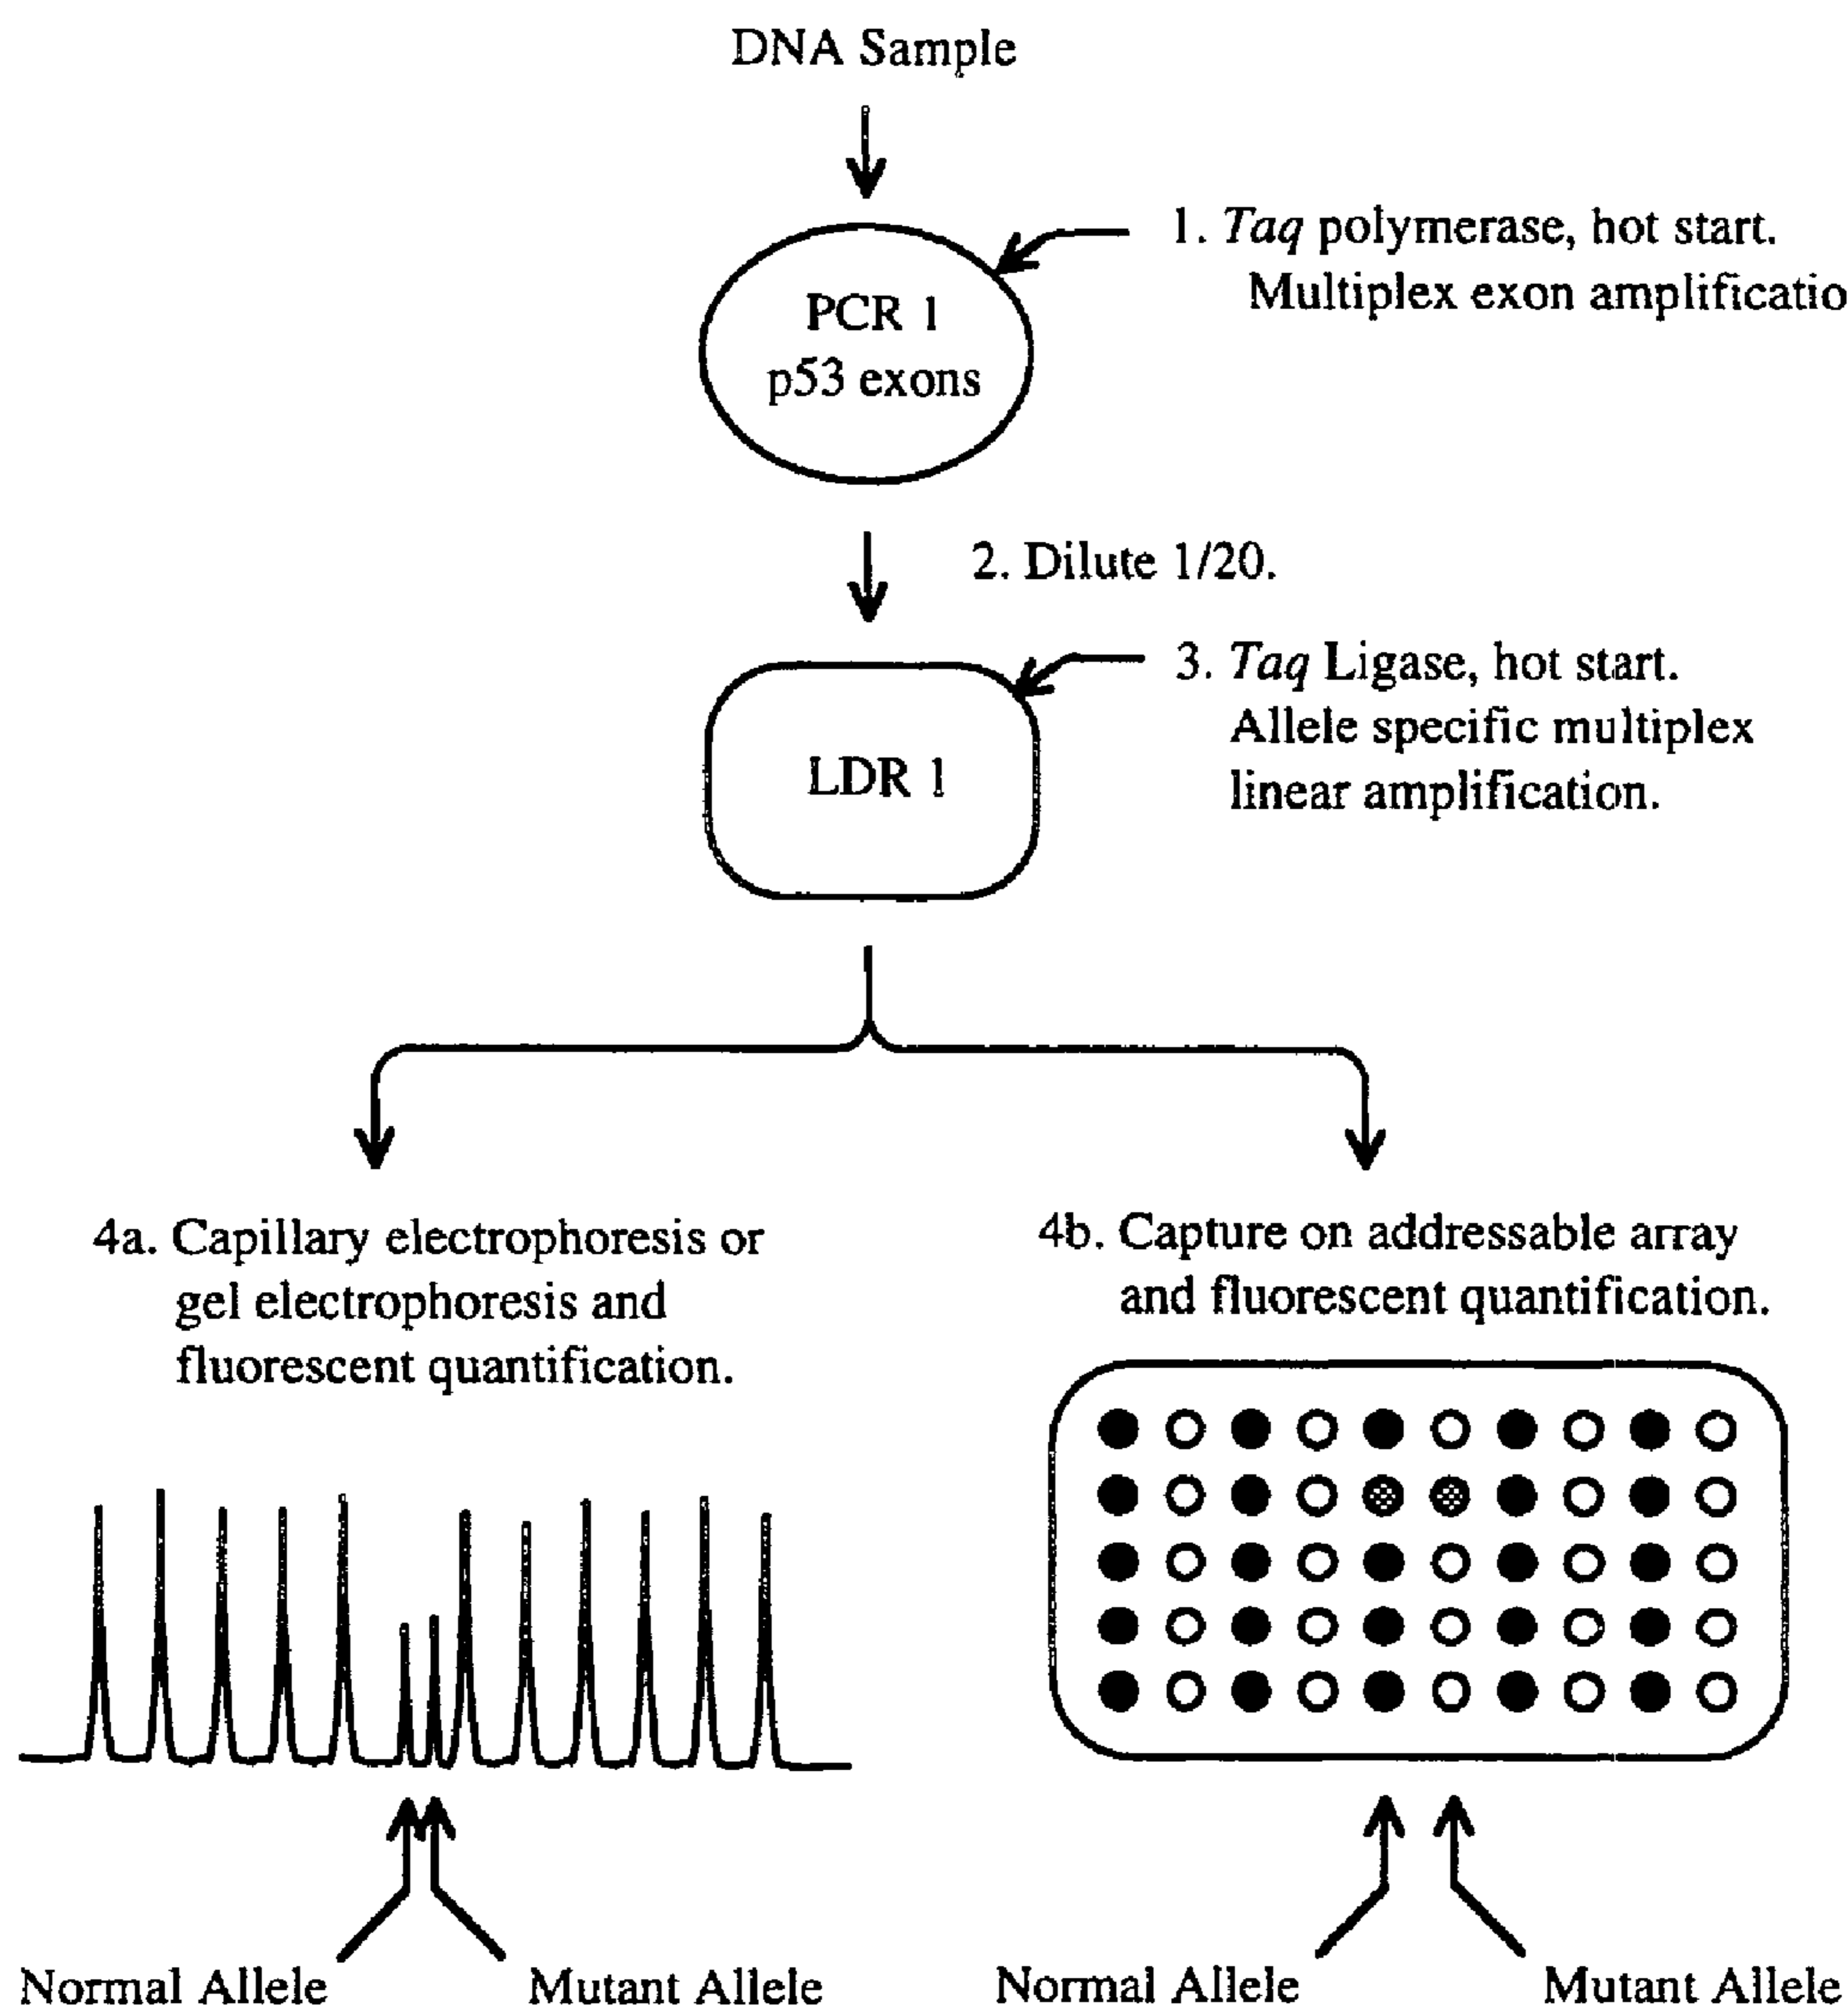 DNA Sample
1. Taq polymerase, hot start.
Multiplex exon amplificatio
PCR 1
p53 exons
2. Dilute 1/20.
3. Taq Ligase, hot start.
Allele specific multiplex
linear amplification.
LDR 1
4a. Capillary electrophoresis or
gel electrophoresis and
fluorescent quantification.
4b. Capture on addressable array
and fluorescent quantification.
Normal Allele
Mutant Allele
Normal Allele
Mutant Allele